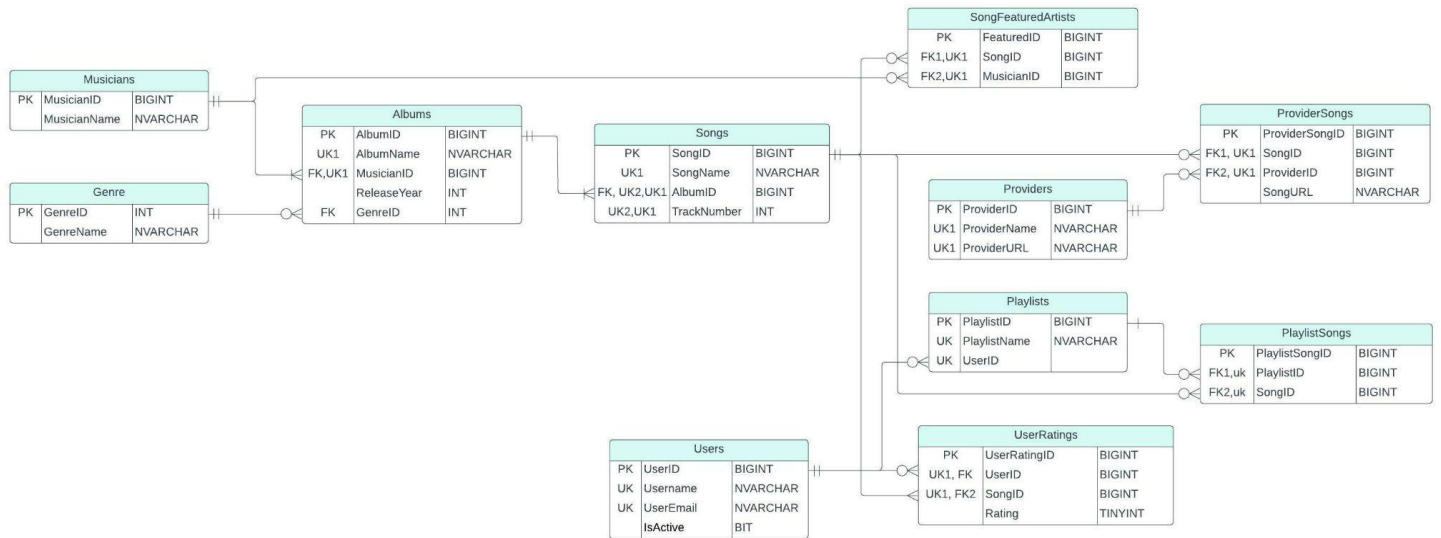 SongFeaturedArtists
PK FeaturedID BIGINT
FK1,UK1 SongID BIGINT
FK2,UK1 MusicianID BIGINT
Musicians
PK MusicianID BIGINT
MusicianName NVARCHAR
Albums
PK AlbumID BIGINT
UK1 AlbumName NVARCHAR
FK,UK1 MusicianID BIGINT
ReleaseYear INT
FK GenreID INT
Songs
PK SongID BIGINT
UK1 SongName NVARCHAR
FK, UK2,UK1 AlbumID BIGINT
UK2,UK1 TrackNumber INT
ProviderSongs
PK ProviderSongID BIGINT
FK1, UK1 SongID BIGINT
FK2, UK1 ProviderID BIGINT
SongURL NVARCHAR
Genre
PK GenreID INT
GenreName NVARCHAR
Providers
PK ProviderID BIGINT
UK1 ProviderName NVARCHAR
UK1 ProviderURL NVARCHAR
Playlists
PK PlaylistID BIGINT
UK PlaylistName NVARCHAR
UK UserID
PlaylistSongs
PK PlaylistSongID BIGINT
FK1,uk PlaylistID BIGINT
FK2,uk SongID BIGINT
Users
PK UserID BIGINT
UK Username NVARCHAR
UK UserEmail NVARCHAR
IsActive BIT
UserRatings
PK UserRatingID BIGINT
UK1, FK UserID BIGINT
UK1, FK2 SongID BIGINT
Rating TINYINT